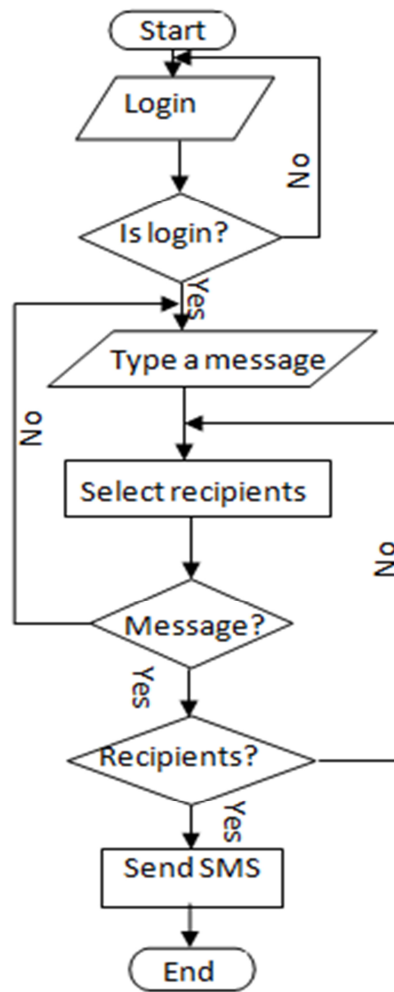 Start
Login
No
Is login?
Yes
Type a message
No
Select recipients
No
Message?
Yes
Recipients?
Yes
Send SMS
End